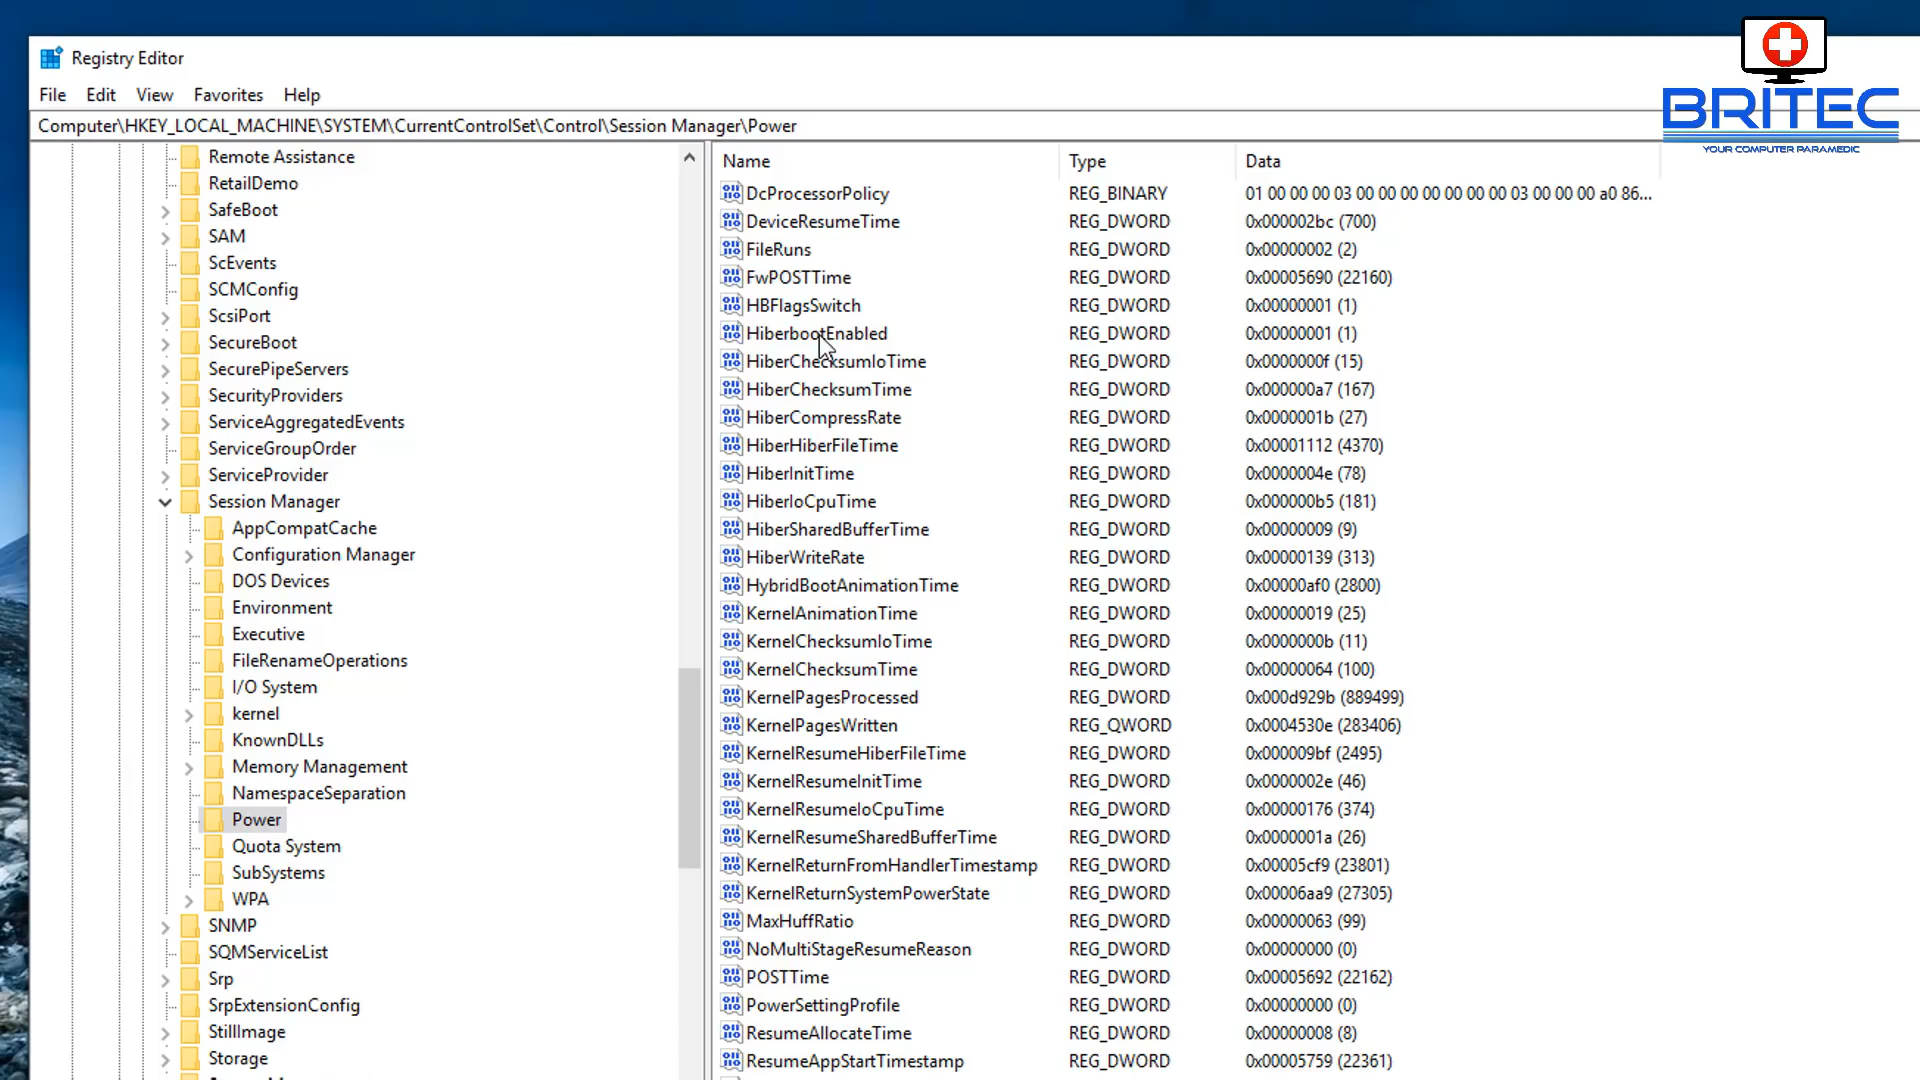 Registry Editor
File Edit View Favorites Help
Computer\HKEY_LOCAL_MACHINE\SYSTEM\CurrentControlSet\Control\Session Manager\Power
BRITEC
YOUR COMPUTER PARAMEDIC
Remote Assistance
RetailDemo
SafeBoot
SAM
ScEvents
SCMConfig
ScsiPort
SecureBoot
SecurePipeServers
SecurityProviders
ServiceAggregatedEvents
ServiceGroupOrder
ServiceProvider
Session Manager
AppCompatCache
Configuration Manager
DOS Devices
Environment
Executive
FileRenameOperations
I/O System
kernel
KnownDLLs
Memory Management
NamespaceSeparation
Power
Quota System
SubSystems
WPA
SNMP
SQMServiceList
Srp
SrpExtensionConfig
StillImage
Storage
Name Type Data
DcProcessorPolicy REG_BINARY 01 00 00 00 03 00 00 00 00 00 00 00 03 00 00 00 a0 86...
DeviceResumeTime REG_DWORD 0x000002bc (700)
FileRuns REG_DWORD 0x00000002 (2)
FwPOSTTime REG_DWORD 0x00005690 (22160)
HBFlagsSwitch REG_DWORD 0x00000001 (1)
HiberbootEnabled REG_DWORD 0x00000001 (1)
HiberChecksumIoTime REG_DWORD 0x0000000f (15)
HiberChecksumTime REG_DWORD 0x000000a7 (167)
HiberCompressRate REG_DWORD 0x0000001b (27)
HiberHiberFileTime REG_DWORD 0x00001112 (4370)
HiberInitTime REG_DWORD 0x0000004e (78)
HiberIoCpuTime REG_DWORD 0x000000b5 (181)
HiberSharedBufferTime REG_DWORD 0x00000009 (9)
HiberWriteRate REG_DWORD 0x00000139 (313)
HybridBootAnimationTime REG_DWORD 0x00000af0 (2800)
KernelAnimationTime REG_DWORD 0x00000019 (25)
KernelChecksumIoTime REG_DWORD 0x0000000b (11)
KernelChecksumTime REG_DWORD 0x00000064 (100)
KernelPagesProcessed REG_DWORD 0x000d929b (889499)
KernelPagesWritten REG_QWORD 0x0004530e (283406)
KernelResumeHiberFileTime REG_DWORD 0x000009bf (2495)
KernelResumeInitTime REG_DWORD 0x0000002e (46)
KernelResumeIoCpuTime REG_DWORD 0x00000176 (374)
KernelResumeSharedBufferTime REG_DWORD 0x0000001a (26)
KernelReturnFromHandlerTimestamp REG_DWORD 0x00005cf9 (23801)
KernelReturnSystemPowerState REG_DWORD 0x00006aa9 (27305)
MaxHuffRatio REG_DWORD 0x00000063 (99)
NoMultiStageResumeReason REG_DWORD 0x00000000 (0)
POSTTime REG_DWORD 0x00005692 (22162)
PowerSettingProfile REG_DWORD 0x00000000 (0)
ResumeAllocateTime REG_DWORD 0x00000008 (8)
ResumeAppStartTimestamp REG_DWORD 0x00005759 (22361)